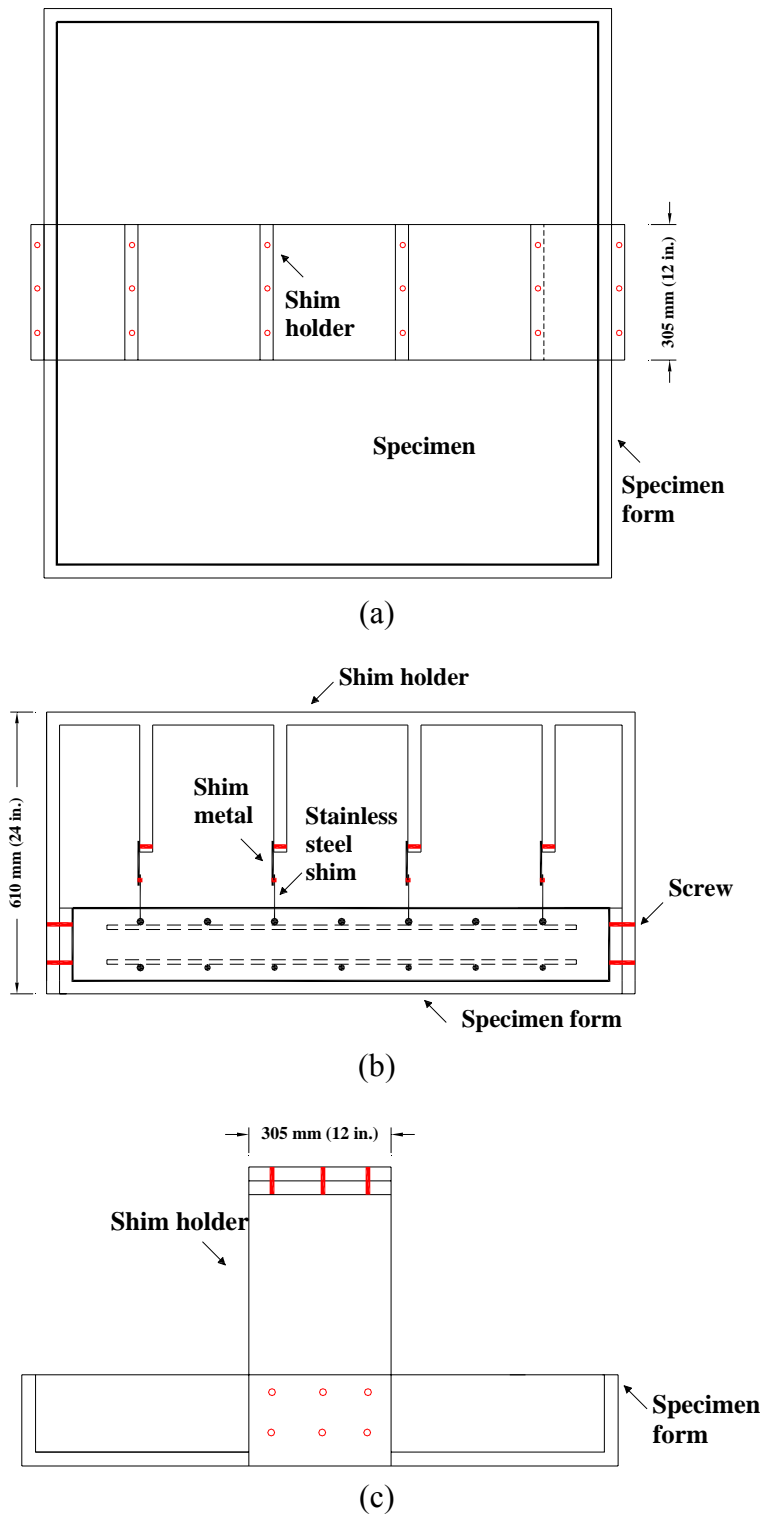 Shim
holder
305 mm (12 in.)
Specimen
Specimen
form
(a)
Shim holder
610 mm (24 in.)
Shim
metal
Stainless
steel
shim
Screw
Specimen form
(b)
305 mm (12 in.)
Shim holder
Specimen
form
(c)